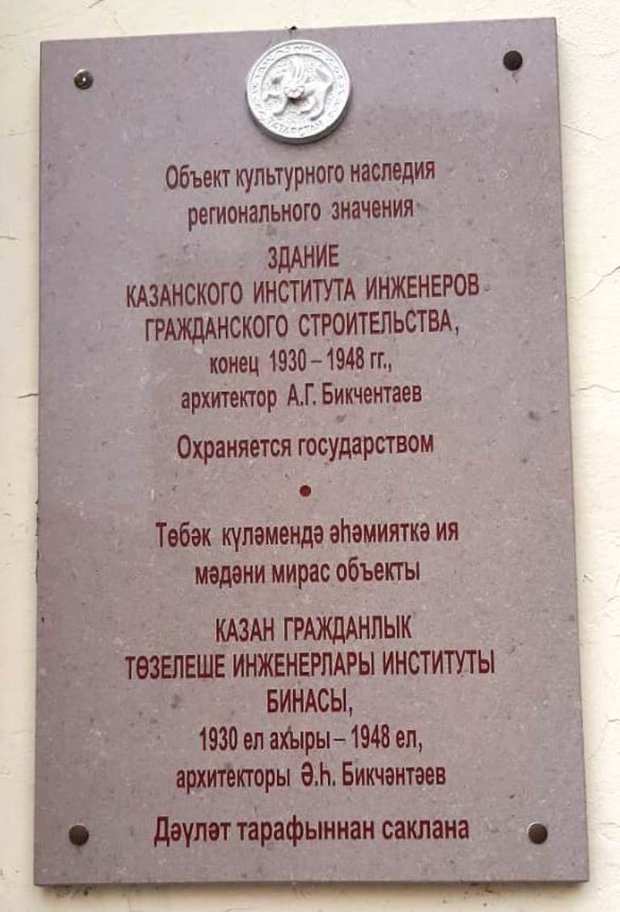 ТАТАРСТАН
Объект культурного наследия
регионального значения
ЗДАНИЕ
КАЗАНСКОГО ИНСТИТУТА ИНЖЕНЕРОВ
ГРАЖДАНСКОГО СТРОИТЕЛЬСТВА,
конец 1930 – 1948 гг.,
архитектор А.Г. Бикчентаев
Охраняется государством
•
Төбәк күләмендә әһәмияткә ия
мәдәни мирас объекты
КАЗАН ГРАЖДАНЛЫК
ТӨЗЕЛЕШЕ ИНЖЕНЕРЛАРЫ ИНСТИТУТЫ
БИНАСЫ,
1930 ел ахыры – 1948 ел,
архитекторы Ә.Һ. Бикчәнтәев
Дәүләт тарафыннан саклана